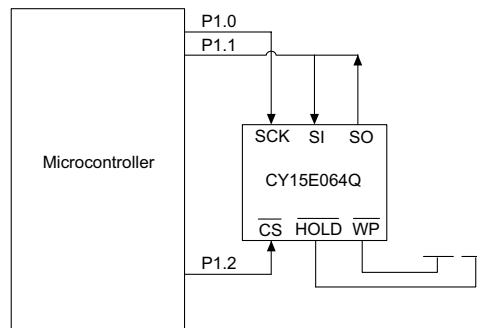 P1.0
P1.1
SCK SI SO
Microcontroller
CY15E064Q
CS HOLD WP
P1.2